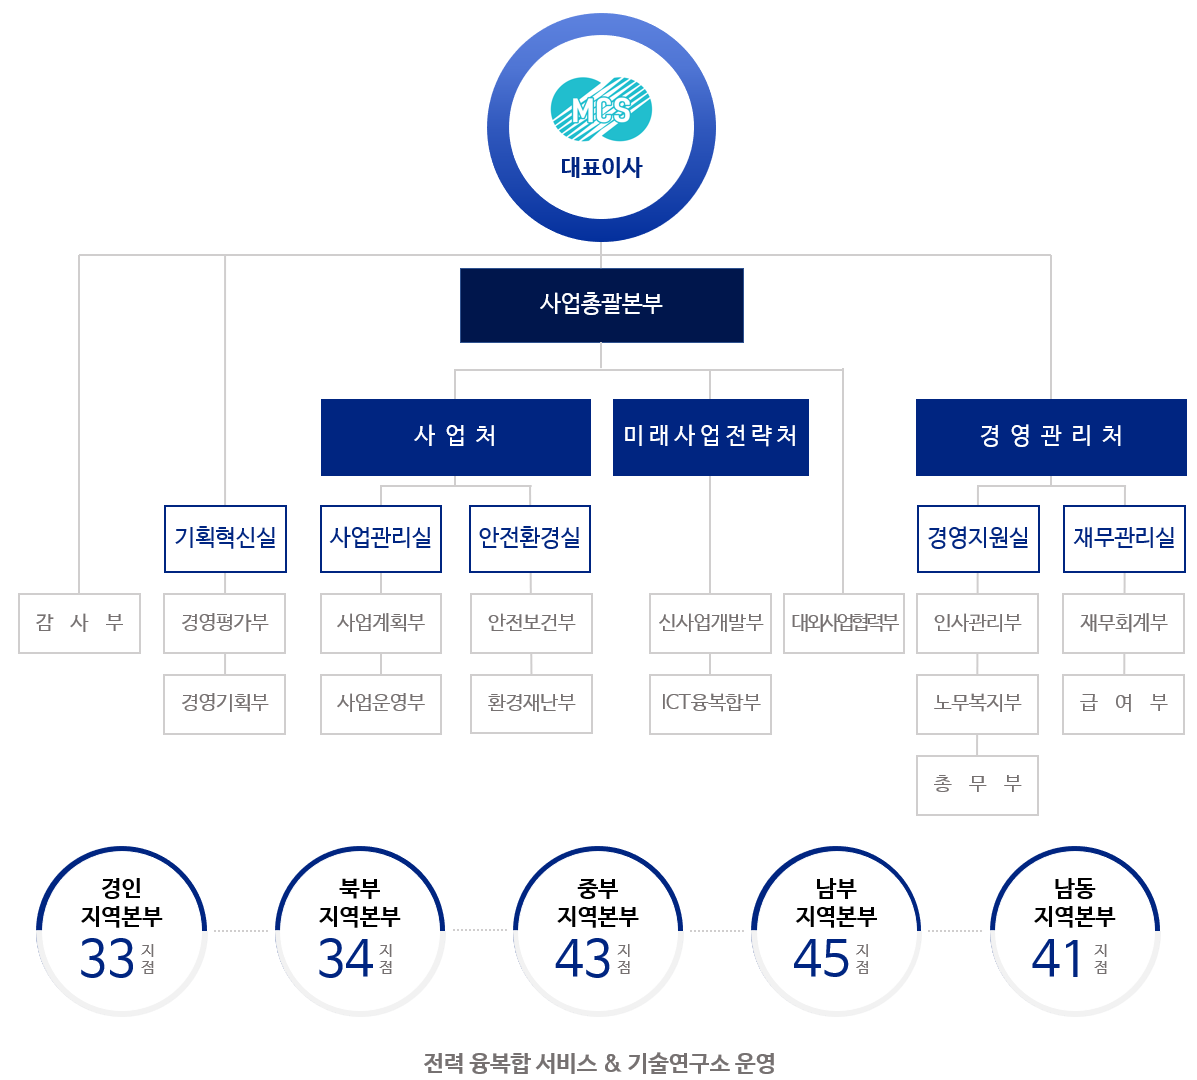 MCS
대표이사
사업총괄본부
사 업 처
미래사업전략처
경 영 관 리 처
기획혁신실
사업관리실
안전환경실
경영지원실
재무관리실
감 사 부
경영평가부
사업계획부
안전보건부
신사업개발부
대외사업협력부
인사관리부
재무회계부
경영기획부
사업운영부
환경재난부
ICT융복합부
노무복지부
급 여 부
총 무 부
경인
지역본부
33 지점
북부
지역본부
34 지점
중부
지역본부
43 지점
남부
지역본부
45 지점
남동
지역본부
41 지점
전력 융복합 서비스 & 기술연구소 운영